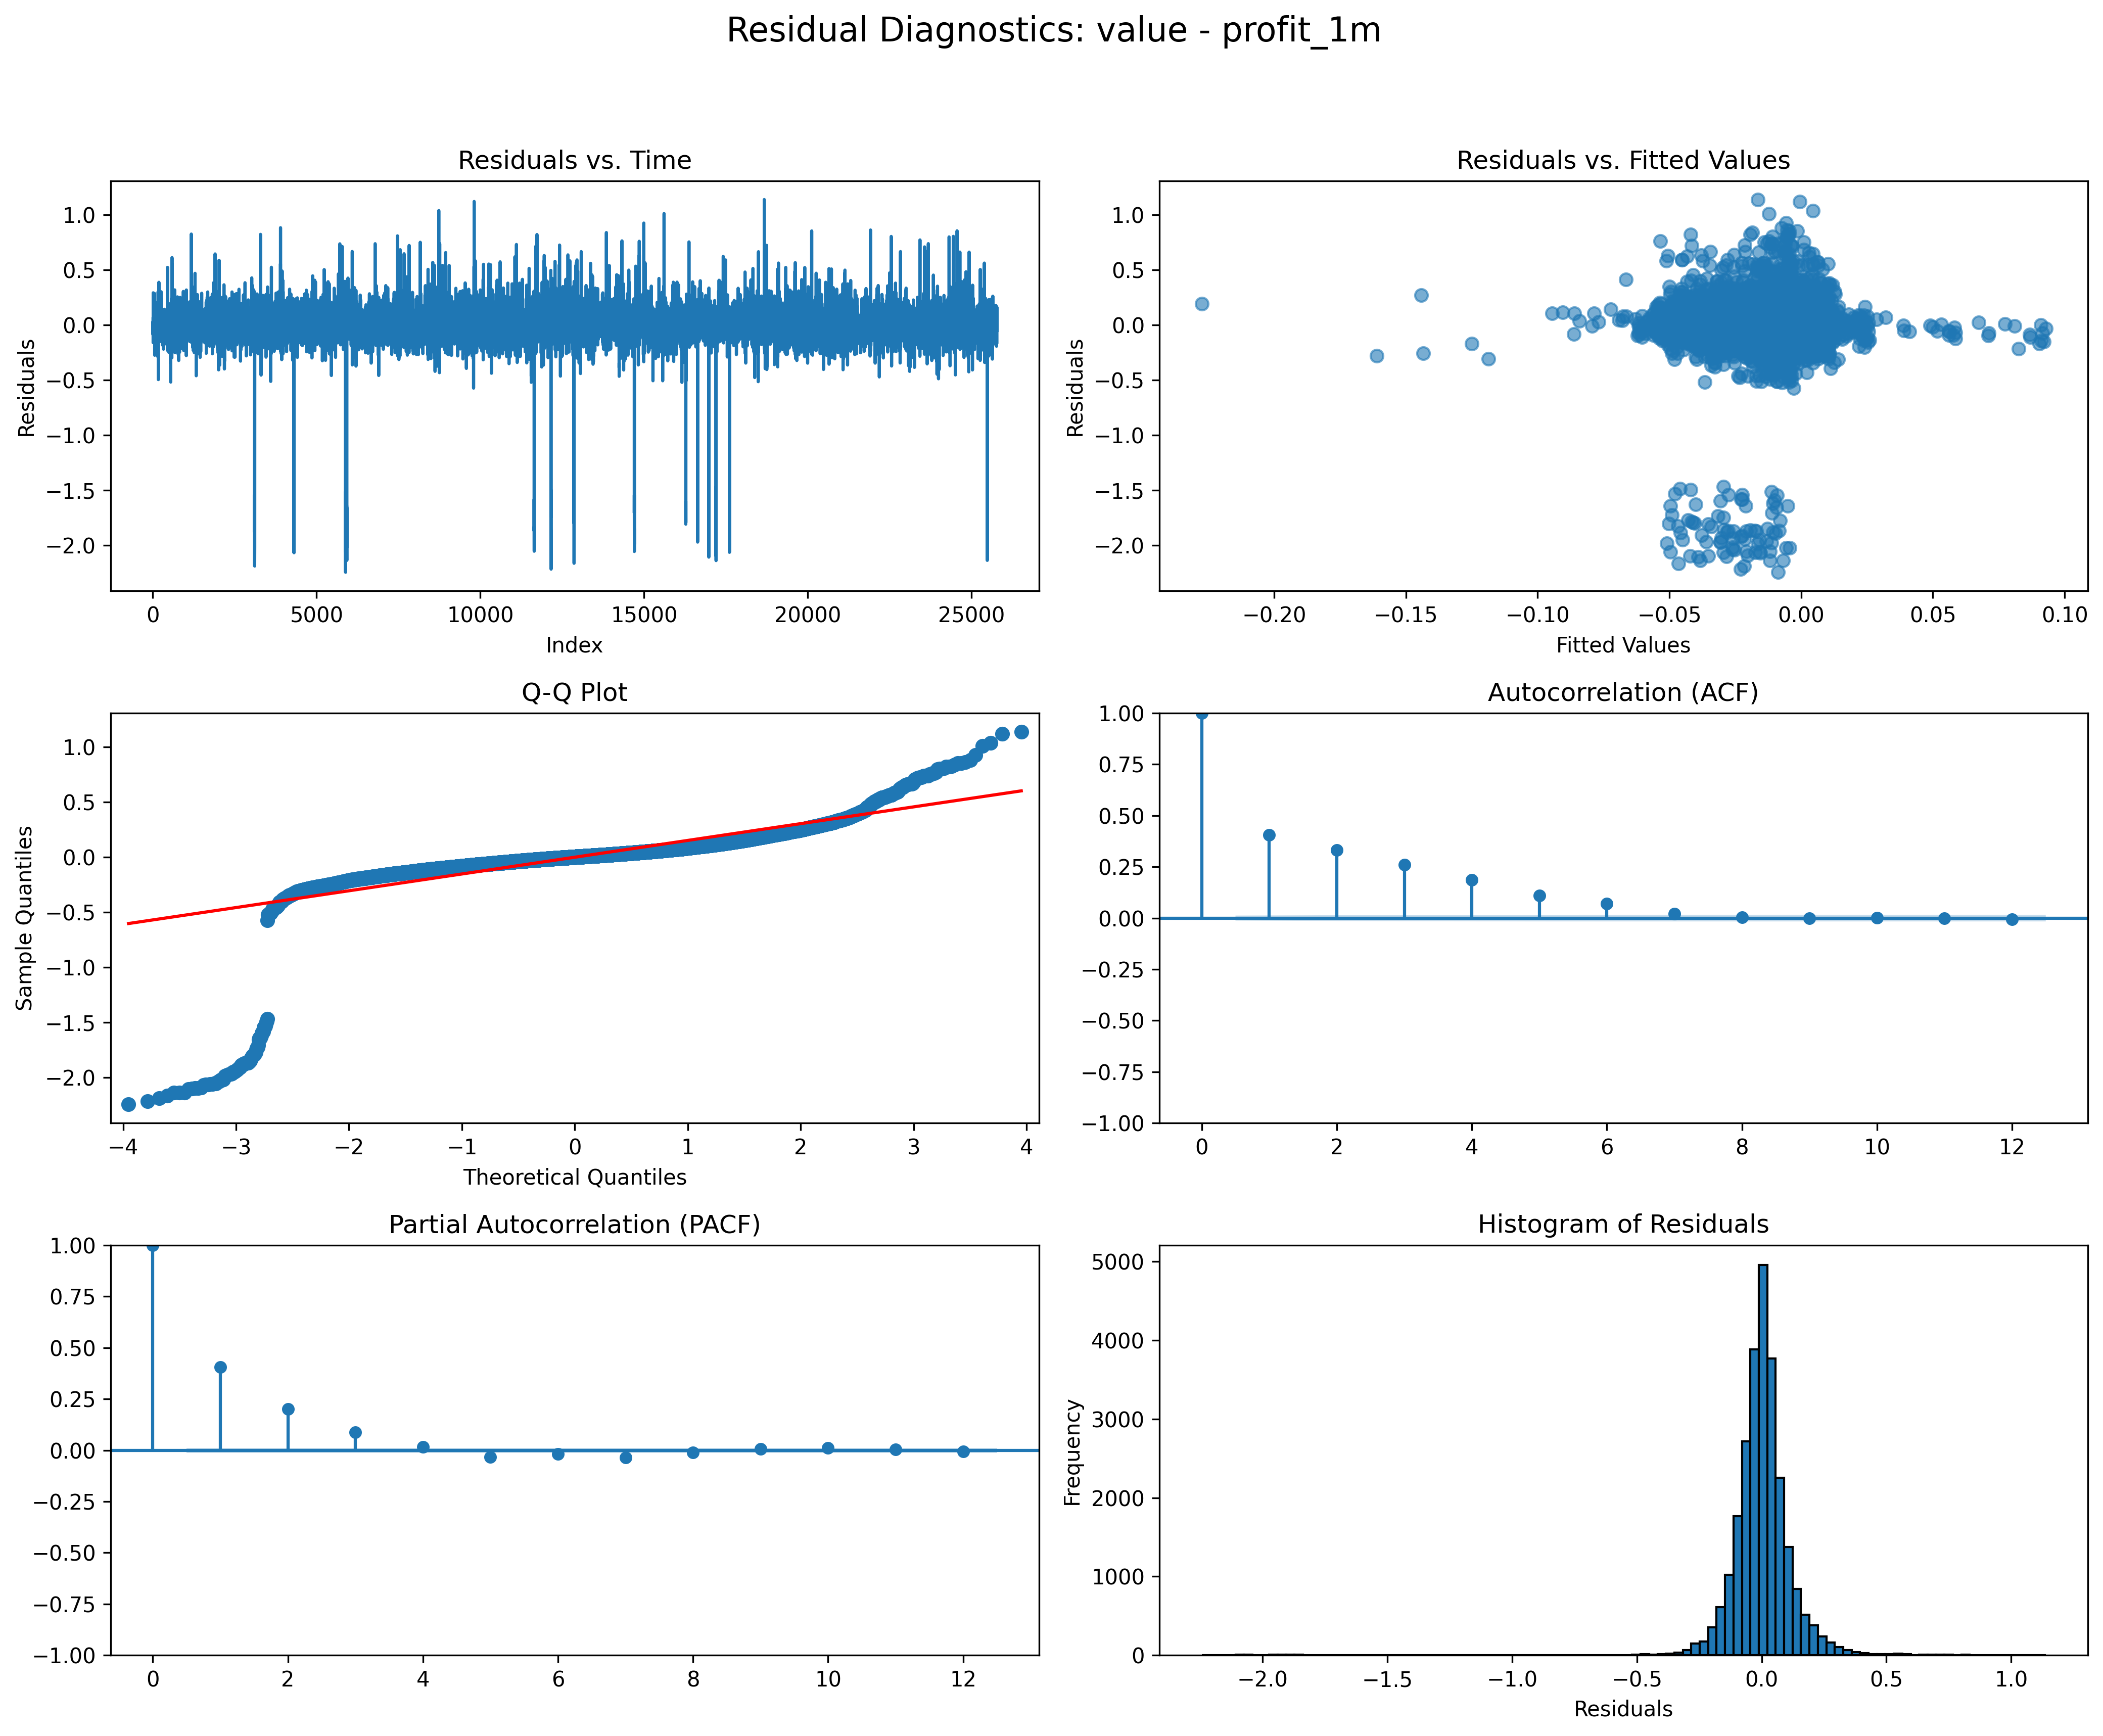 Residual Diagnostics: value - profit_1m
Residuals vs. Time
Residuals
1.0
0.5
0.0
−0.5
−1.0
−1.5
−2.0
0 5000 10000 15000 20000 25000
Index
Residuals vs. Fitted Values
Residuals
1.0
0.5
0.0
−0.5
−1.0
−1.5
−2.0
−0.20 −0.15 −0.10 −0.05 0.00 0.05 0.10
Fitted Values
Q-Q Plot
Sample Quantiles
1.0
0.5
0.0
−0.5
−1.0
−1.5
−2.0
−4 −3 −2 −1 0 1 2 3 4
Theoretical Quantiles
Autocorrelation (ACF)
1.00
0.75
0.50
0.25
0.00
−0.25
−0.50
−0.75
−1.00
0 2 4 6 8 10 12
Partial Autocorrelation (PACF)
1.00
0.75
0.50
0.25
0.00
−0.25
−0.50
−0.75
−1.00
0 2 4 6 8 10 12
Histogram of Residuals
Frequency
5000
4000
3000
2000
1000
0
−2.0 −1.5 −1.0 −0.5 0.0 0.5 1.0
Residuals